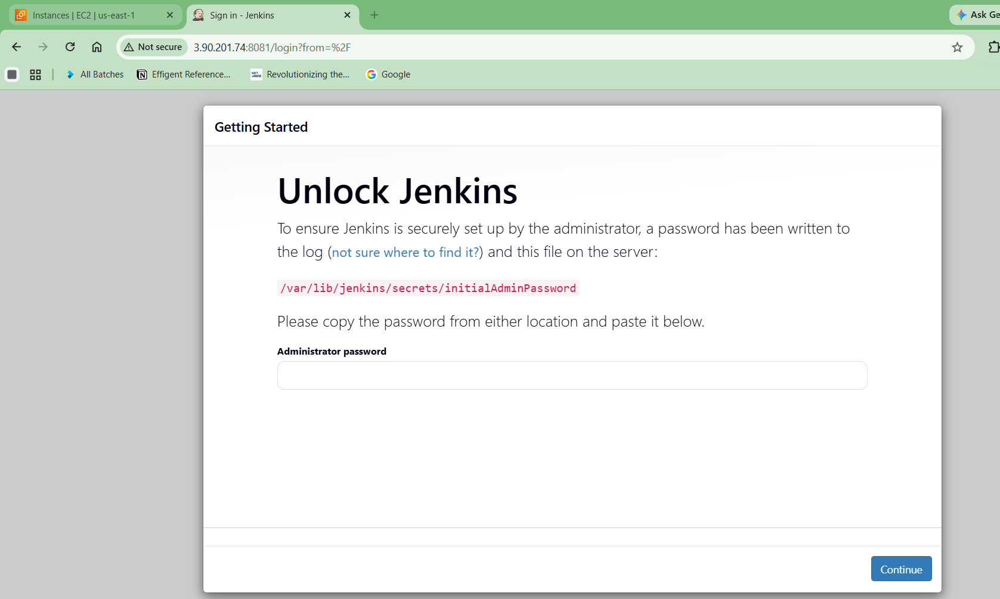 Instances | EC2 | us-east-1
Sign in - Jenkins
Not secure
3.90.201.74:8081/login?from=%2F
All Batches
Effigent Reference...
Revolutionizing the...
Google
Getting Started
Unlock Jenkins
To ensure Jenkins is securely set up by the administrator, a password has been written to
the log (not sure where to find it?) and this file on the server:
/var/lib/jenkins/secrets/initialAdminPassword
Please copy the password from either location and paste it below.
Administrator password
Continue
Ask Ge